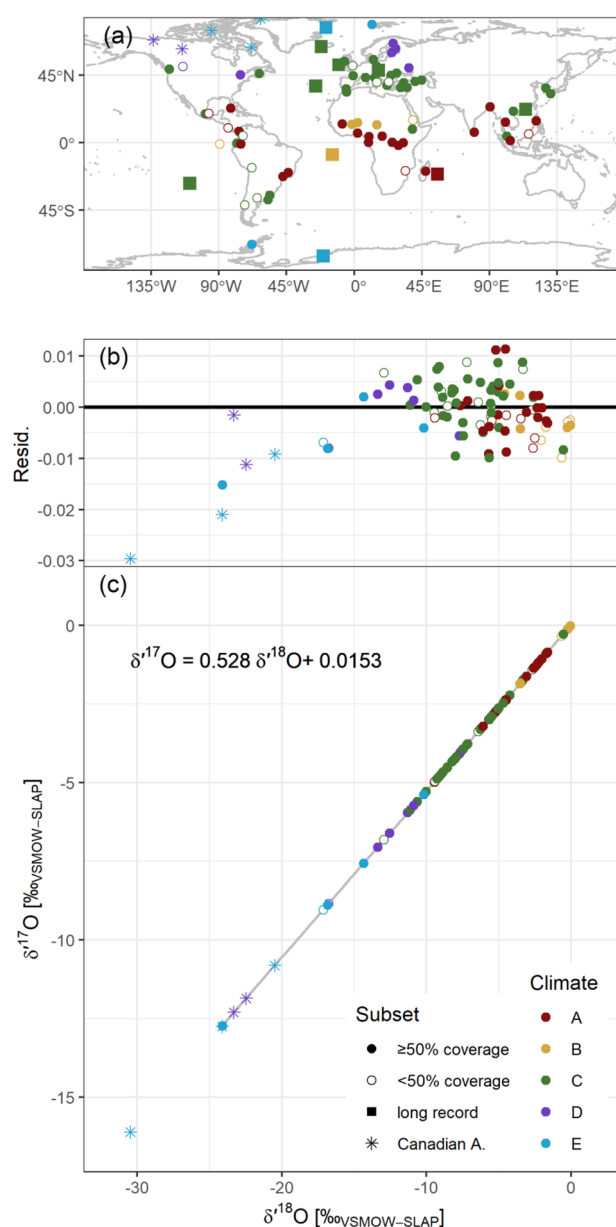 (a)
45°N
0°
45°S
135°W 90°W 45°W 0° 45°E 90°E 135°E
(b)
0.01
0.00
-0.01
-0.02
-0.03
Resid.
(c)
0
-5
-10
-15
δ′¹⁷O = 0.528 δ′¹⁸O+ 0.0153
δ′¹⁷O [‰VSMOW−SLAP]
Subset
≥50% coverage
<50% coverage
long record
Canadian A.
Climate
A
B
C
D
E
-30 -20 -10 0
δ′¹⁸O [‰VSMOW−SLAP]